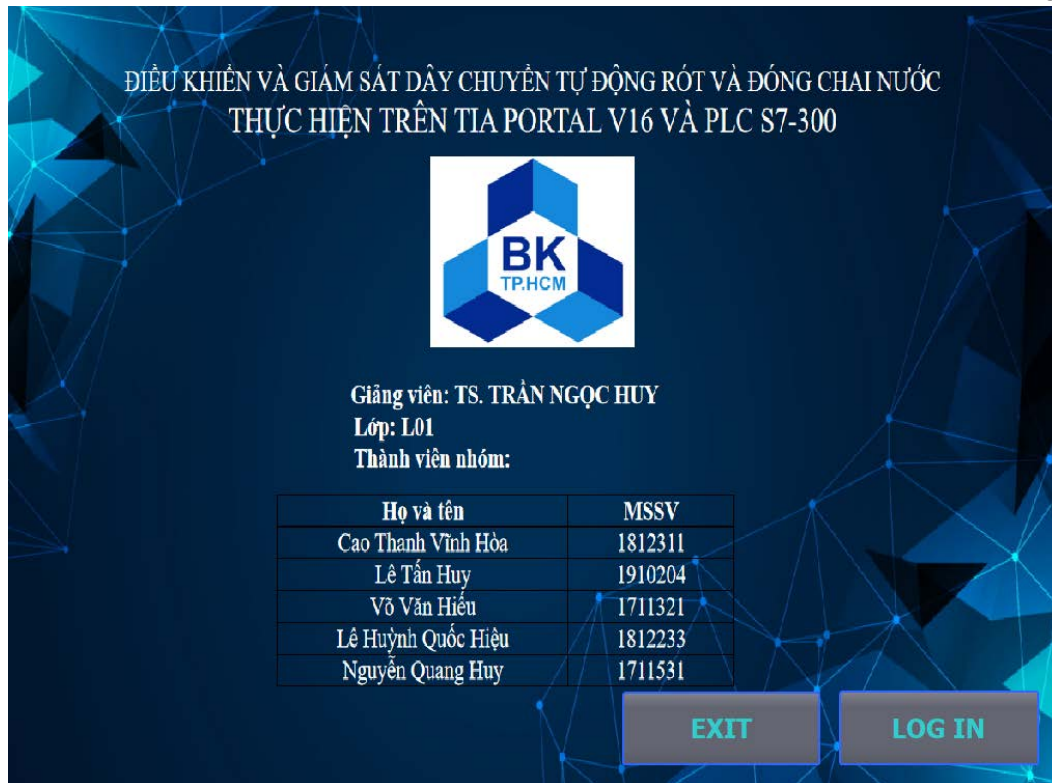 ĐIỀU KHIỂN VÀ GIÁM SÁT DÂY CHUYỀN TỰ ĐỘNG RÓT VÀ ĐÓNG CHAI NƯỚC
THỰC HIỆN TRÊN TIA PORTAL V16 VÀ PLC S7-300
BK
TP.HCM
Giảng viên: TS. TRẦN NGỌC HUY
Lớp: L01
Thành viên nhóm:
Họ và tên MSSV
Cao Thanh Vĩnh Hòa 1812311
Lê Tấn Huy 1910204
Võ Văn Hiếu 1711321
Lê Huỳnh Quốc Hiệu 1812233
Nguyễn Quang Huy 1711531
EXIT LOG IN